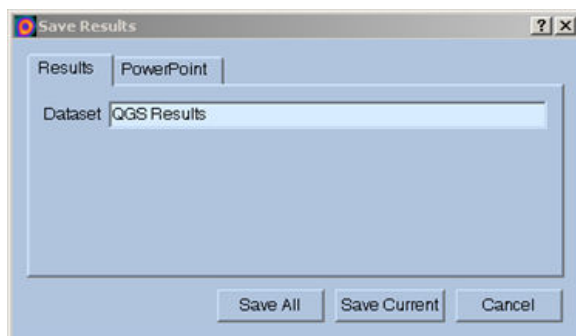 Save Results
Results PowerPoint
Dataset QGS Results
Save All Save Current Cancel